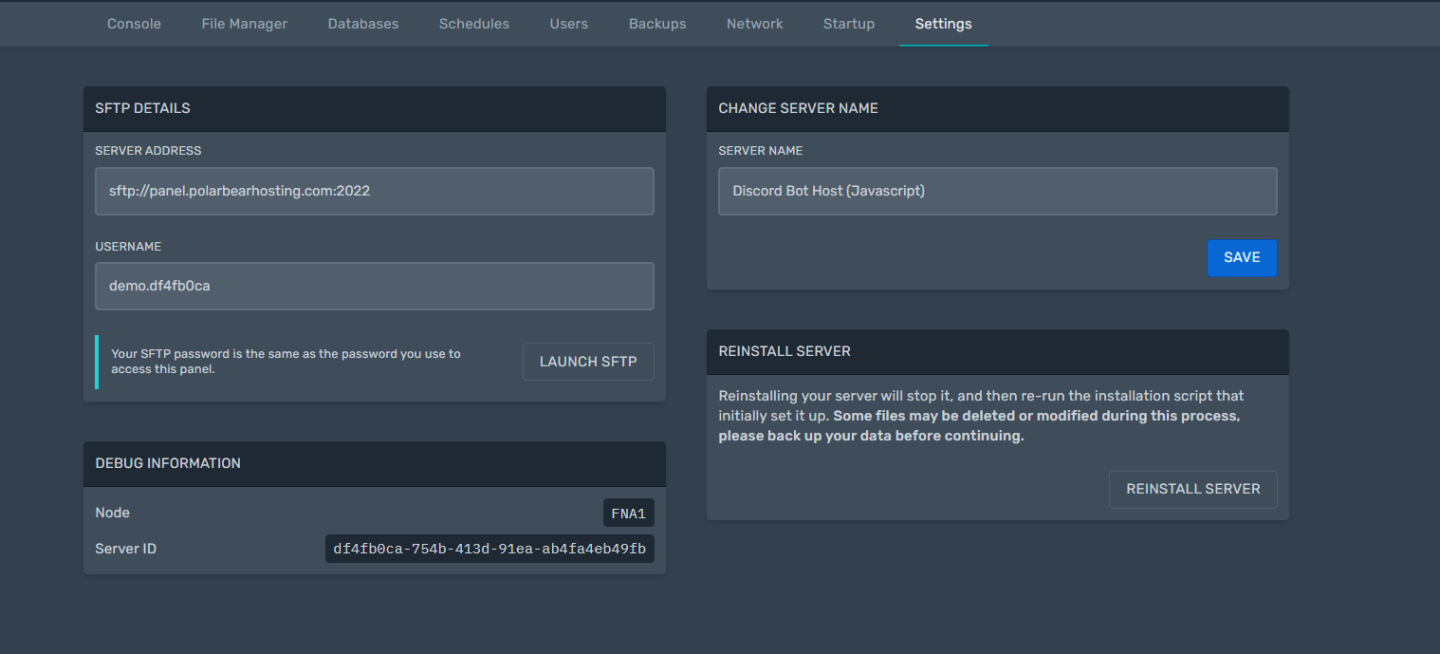 Console File Manager Databases Schedules Users Backups Network Startup Settings
SFTP DETAILS
SERVER ADDRESS
sftp://panel.polarbearhosting.com:2022
USERNAME
demo.df4fb0ca
Your SFTP password is the same as the password you use to
access this panel.
LAUNCH SFTP
DEBUG INFORMATION
Node FNA1
Server ID df4fb0ca-754b-413d-91ea-ab4fa4eb49fb
CHANGE SERVER NAME
SERVER NAME
Discord Bot Host (Javascript)
SAVE
REINSTALL SERVER
Reinstalling your server will stop it, and then re-run the installation script that
initially set it up. Some files may be deleted or modified during this process,
please back up your data before continuing.
REINSTALL SERVER